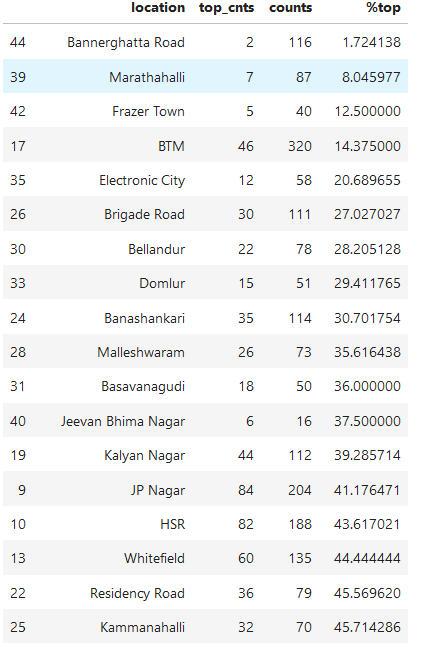 location top_cnts counts %top
44 Bannerghatta Road 2 116 1.724138
39 Marathahalli 7 87 8.045977
42 Frazer Town 5 40 12.500000
17 BTM 46 320 14.375000
35 Electronic City 12 58 20.689655
26 Brigade Road 30 111 27.027027
30 Bellandur 22 78 28.205128
33 Domlur 15 51 29.411765
24 Banashankari 35 114 30.701754
28 Malleshwaram 26 73 35.616438
31 Basavanagudi 18 50 36.000000
40 Jeevan Bhima Nagar 6 16 37.500000
19 Kalyan Nagar 44 112 39.285714
9 JP Nagar 84 204 41.176471
10 HSR 82 188 43.617021
13 Whitefield 60 135 44.444444
22 Residency Road 36 79 45.569620
25 Kammanahalli 32 70 45.714286